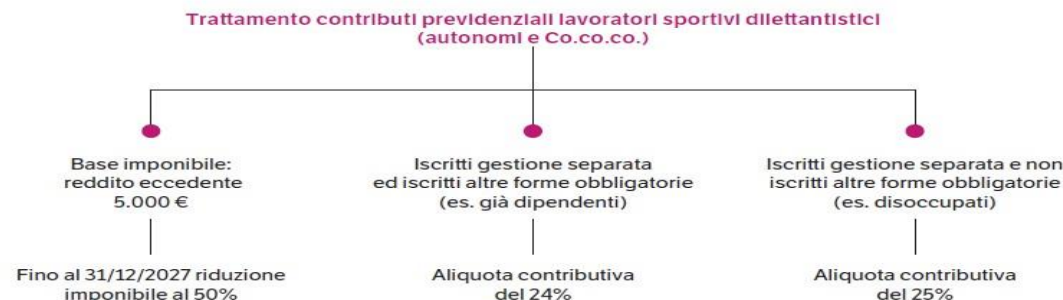 Trattamento contributi previdenziali lavoratori sportivi dilettantistici
(autonomi e Co.co.co.)
Base imponibile:
reddito eccedente
5.000 €
Iscritti gestione separata
ed iscritti altre forme obbligatorie
(es. già dipendenti)
Iscritti gestione separata e non
iscritti altre forme obbligatorie
(es. disoccupati)
Fino al 31/12/2027 riduzione
imponibile al 50%
Aliquota contributiva
del 24%
Aliquota contributiva
del 25%